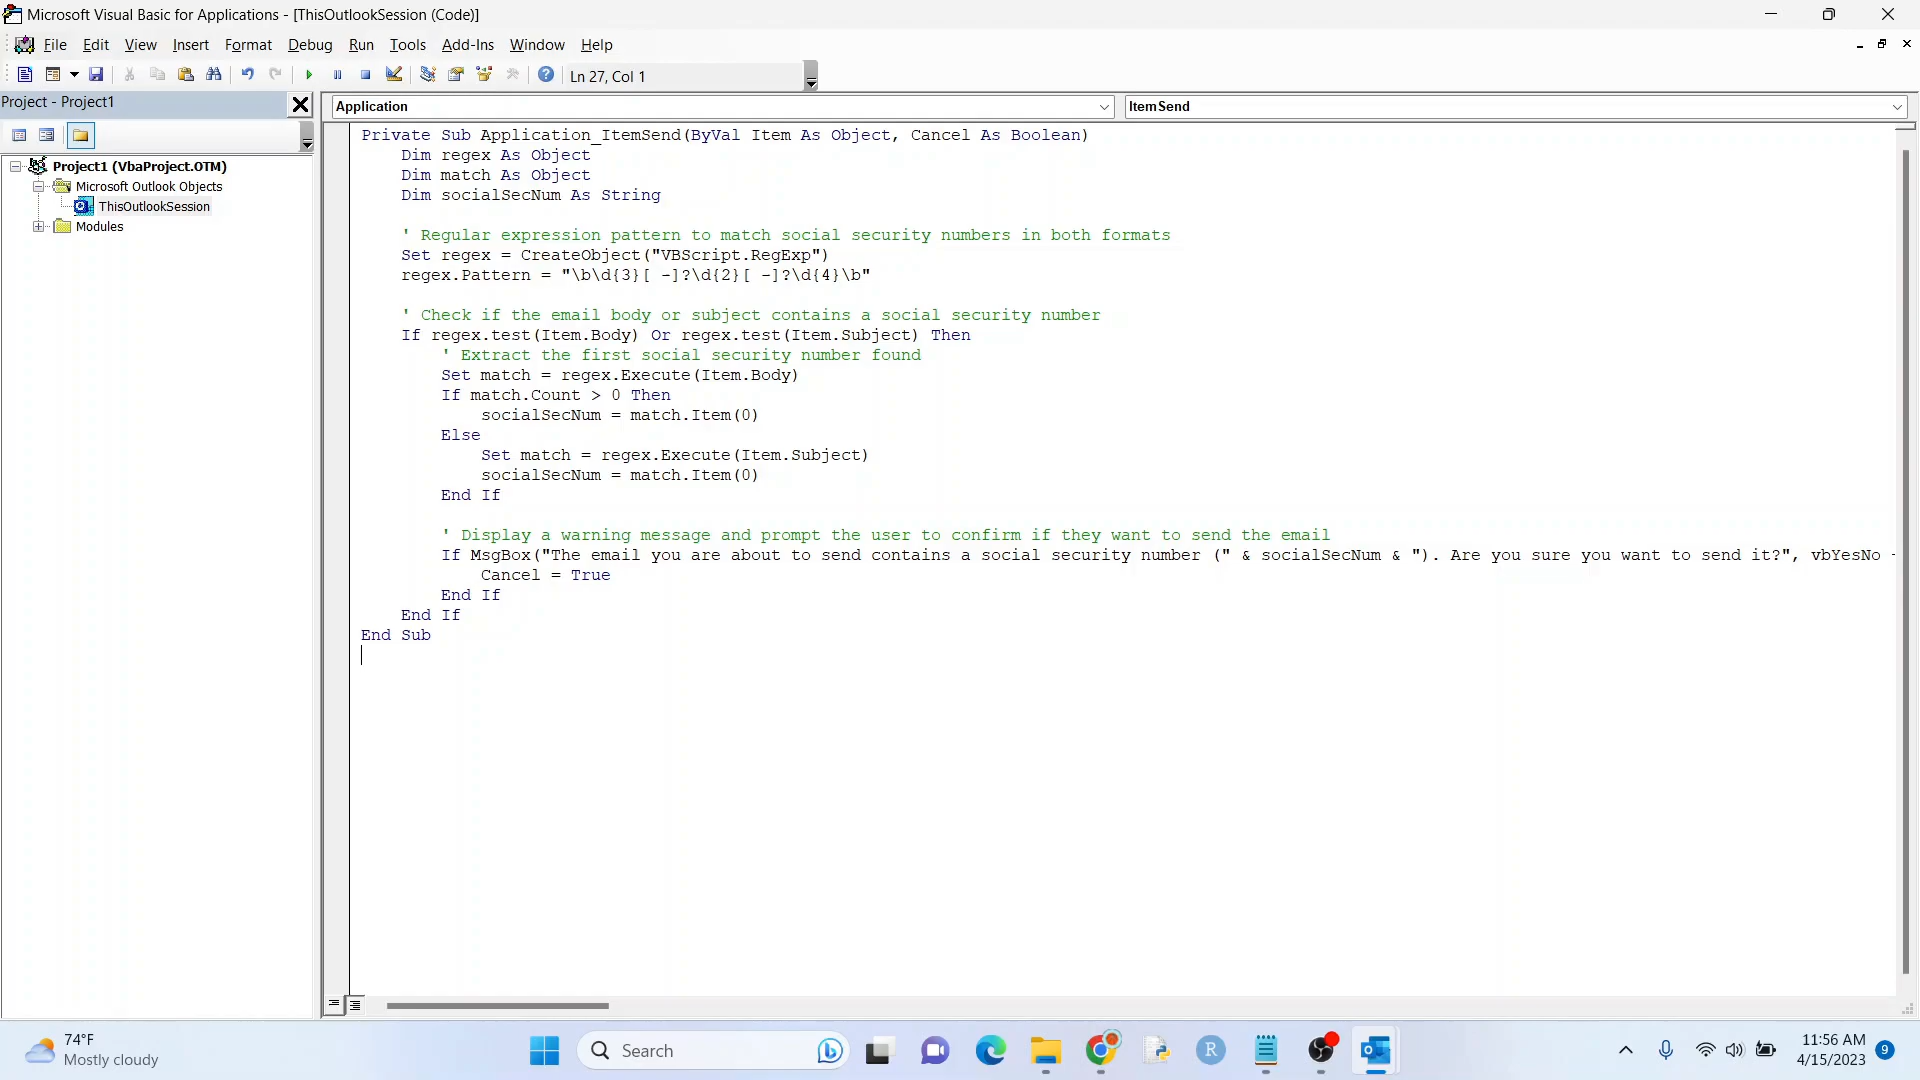 Microsoft Visual Basic for Applications - [ThisOutlookSession (Code)]
File Edit View Insert Format Debug Run Tools Add-Ins Window Help
Ln 27, Col 1
Project - Project1
Application
ItemSend
Project1 (VbaProject.OTM)
Microsoft Outlook Objects
ThisOutlookSession
Modules
Private Sub Application_ItemSend(ByVal Item As Object, Cancel As Boolean)
    Dim regex As Object
    Dim match As Object
    Dim socialSecNum As String
    ' Regular expression pattern to match social security numbers in both formats
    Set regex = CreateObject("VBScript.RegExp")
    regex.Pattern = "\b\d{3}[ -]?\d{2}[ -]?\d{4}\b"
    ' Check if the email body or subject contains a social security number
    If regex.test(Item.Body) Or regex.test(Item.Subject) Then
        ' Extract the first social security number found
        Set match = regex.Execute(Item.Body)
        If match.Count > 0 Then
            socialSecNum = match.Item(0)
        Else
            Set match = regex.Execute(Item.Subject)
            socialSecNum = match.Item(0)
        End If
        ' Display a warning message and prompt the user to confirm if they want to send the email
        If MsgBox("The email you are about to send contains a social security number (" & socialSecNum & "). Are you sure you want to send it?", vbYesNo
            Cancel = True
        End If
    End If
End Sub
74°F
Mostly cloudy
Search
R
11:56 AM
4/15/2023
9